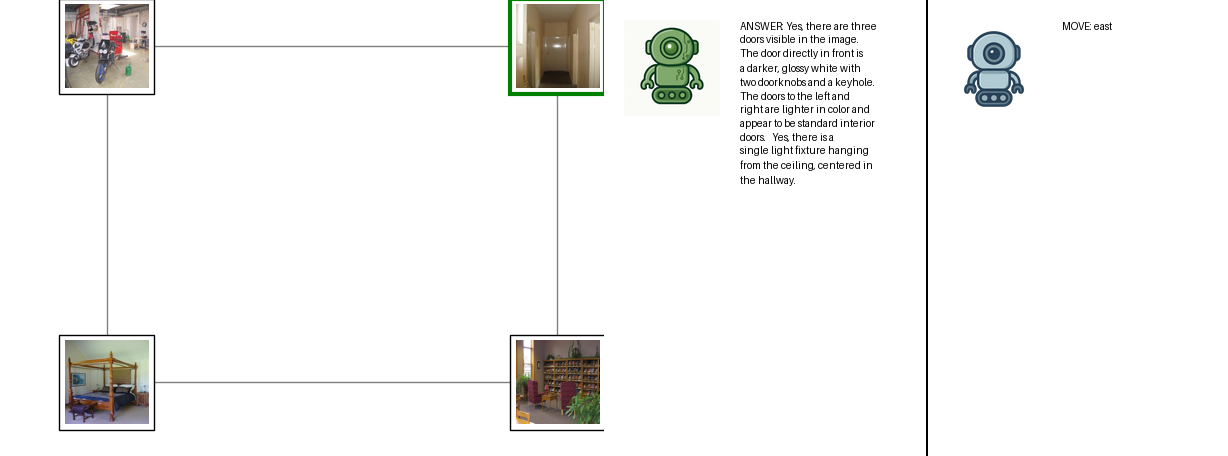 ANSWER: Yes, there are three
doors visible in the image.
The door directly in front is
a darker, glossy white with
two doorknobs and a keyhole.
The doors to the left and
right are lighter in color and
appear to be standard interior
doors. Yes, there is a
single light fixture hanging
from the ceiling, centered in
the hallway.
MOVE: east